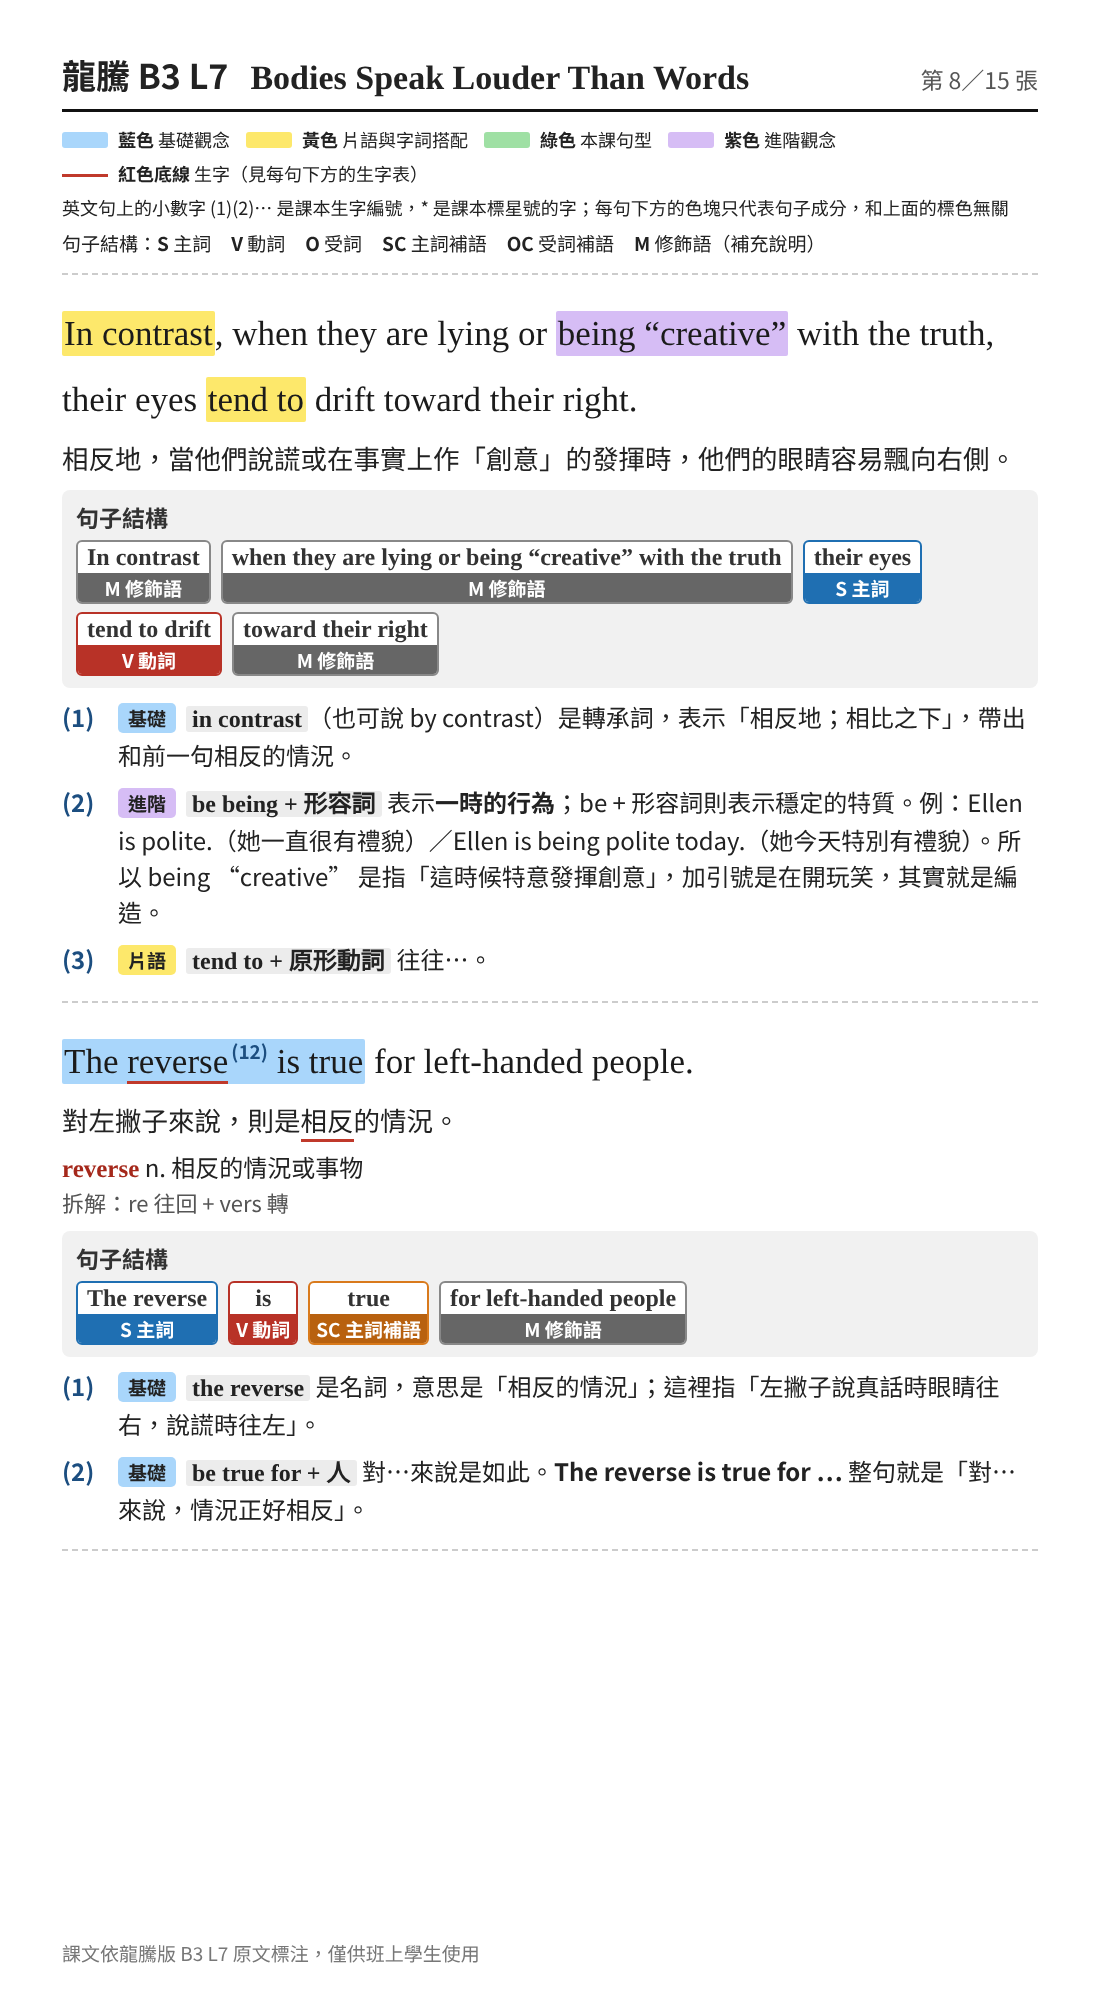 龍騰 B3 L7 Bodies Speak Louder Than Words 第 8／15 張
藍色 基礎觀念 黃色 片語與字詞搭配 綠色 本課句型 紫色 進階觀念
紅色底線 生字（見每句下方的生字表）
英文句上的小數字 (1)(2)⋯ 是課本生字編號，* 是課本標星號的字；每句下方的色塊只代表句子成分，和上面的標色無關
句子結構：S 主詞 V 動詞 O 受詞 SC 主詞補語 OC 受詞補語 M 修飾語（補充說明）
In contrast, when they are lying or being “creative” with the truth,
their eyes tend to drift toward their right.
相反地，當他們說謊或在事實上作「創意」的發揮時，他們的眼睛容易飄向右側。
句子結構
In contrast when they are lying or being “creative” with the truth their eyes
M 修飾語 M 修飾語 S 主詞
tend to drift toward their right
V 動詞 M 修飾語
(1) 基礎 in contrast（也可說 by contrast）是轉承詞，表示「相反地；相比之下」，帶出
和前一句相反的情況。
(2) 進階 be being + 形容詞 表示一時的行為；be + 形容詞則表示穩定的特質。例：Ellen
is polite.（她一直很有禮貌）／Ellen is being polite today.（她今天特別有禮貌）。所
以 being “creative” 是指「這時候特意發揮創意」，加引號是在開玩笑，其實就是編
造。
(3) 片語 tend to + 原形動詞 往往⋯。
The reverse(12) is true for left-handed people.
對左撇子來說，則是相反的情況。
reverse n. 相反的情況或事物
拆解：re 往回 + vers 轉
句子結構
The reverse is true for left-handed people
S 主詞 V 動詞 SC 主詞補語 M 修飾語
(1) 基礎 the reverse 是名詞，意思是「相反的情況」；這裡指「左撇子說真話時眼睛往
右，說謊時往左」。
(2) 基礎 be true for + 人 對⋯來說是如此。The reverse is true for … 整句就是「對⋯
來說，情況正好相反」。
課文依龍騰版 B3 L7 原文標注，僅供班上學生使用